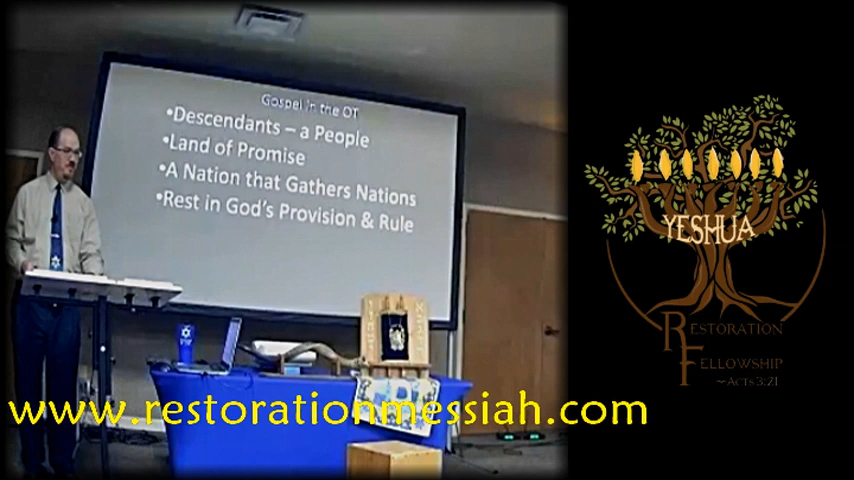 Gospel in the OT
•Descendants – a People
•Land of Promise
•A Nation that Gathers Nations
•Rest in God's Provision & Rule
YESHUA
RESTORATION
FELLOWSHIP
~ACTS 3:21
www.restorationmessiah.com